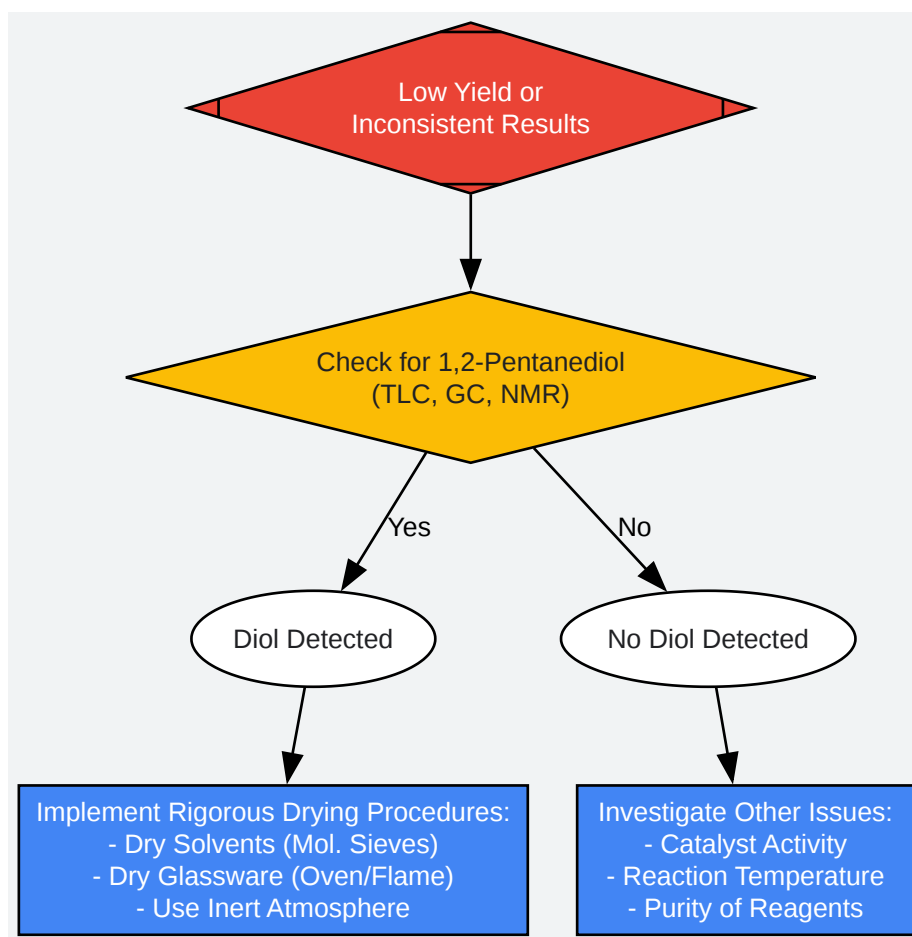 Low Yield or
Inconsistent Results
Check for 1,2-Pentanediol
(TLC, GC, NMR)
Yes
No
Diol Detected
No Diol Detected
Implement Rigorous Drying Procedures:
- Dry Solvents (Mol. Sieves)
- Dry Glassware (Oven/Flame)
- Use Inert Atmosphere
Investigate Other Issues:
- Catalyst Activity
- Reaction Temperature
- Purity of Reagents